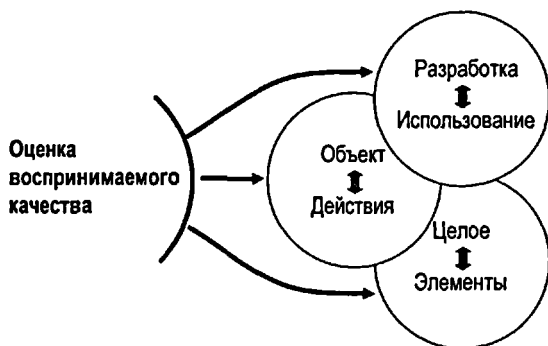 Оценка
воспринимаемого
качества
Разработка
Использование
Объект
Действия
Целое
Элементы